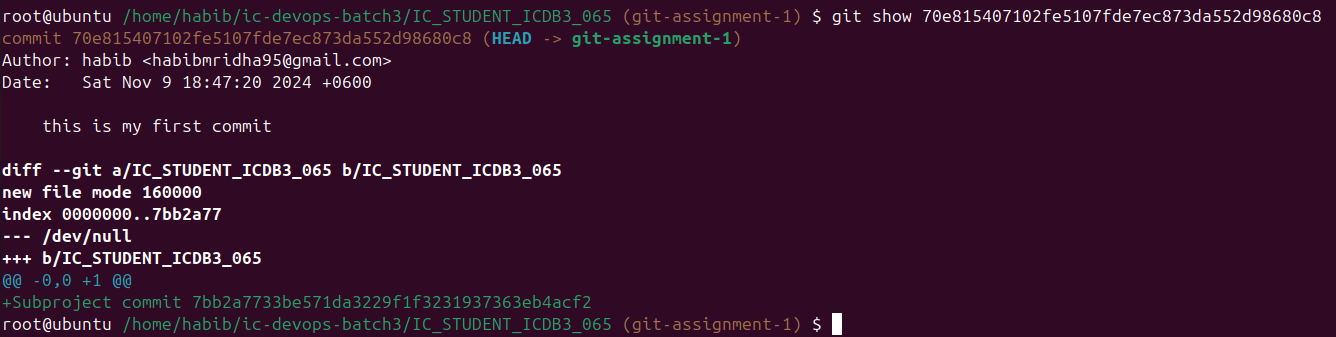 root@ubuntu /home/habib/ic-devops-batch3/IC_STUDENT_ICDB3_065 (git-assignment-1) $ git show 70e815407102fe5107fde7ec873da552d98680c8
commit 70e815407102fe5107fde7ec873da552d98680c8 (HEAD -> git-assignment-1)
Author: habib <habibmridha95@gmail.com>
Date:   Sat Nov 9 18:47:20 2024 +0600

    this is my first commit

diff --git a/IC_STUDENT_ICDB3_065 b/IC_STUDENT_ICDB3_065
new file mode 160000
index 0000000..7bb2a77
--- /dev/null
+++ b/IC_STUDENT_ICDB3_065
@@ -0,0 +1 @@
+Subproject commit 7bb2a7733be571da3229f1f3231937363eb4acf2
root@ubuntu /home/habib/ic-devops-batch3/IC_STUDENT_ICDB3_065 (git-assignment-1) $